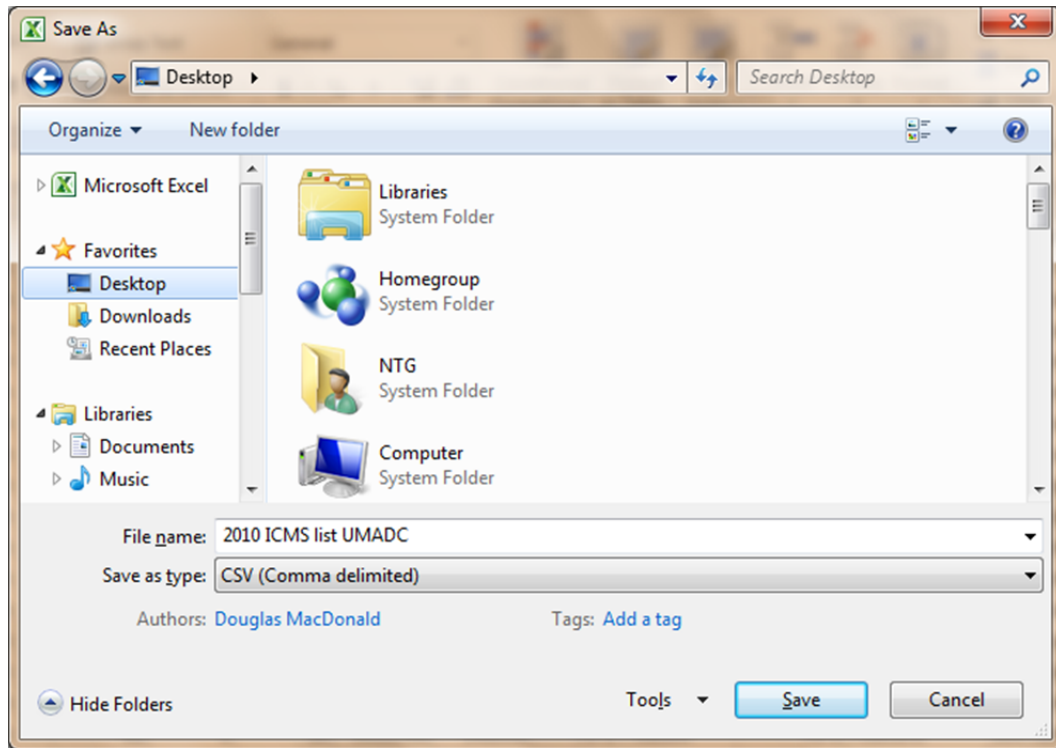 Save As
Desktop
Search Desktop
Organize New folder
Microsoft Excel
Favorites
Desktop
Downloads
Recent Places
Libraries
Documents
Music
Libraries
System Folder
Homegroup
System Folder
NTG
System Folder
Computer
System Folder
File name: 2010 ICMS list UMADC
Save as type: CSV (Comma delimited)
Authors: Douglas MacDonald Tags: Add a tag
Hide Folders Tools Save Cancel